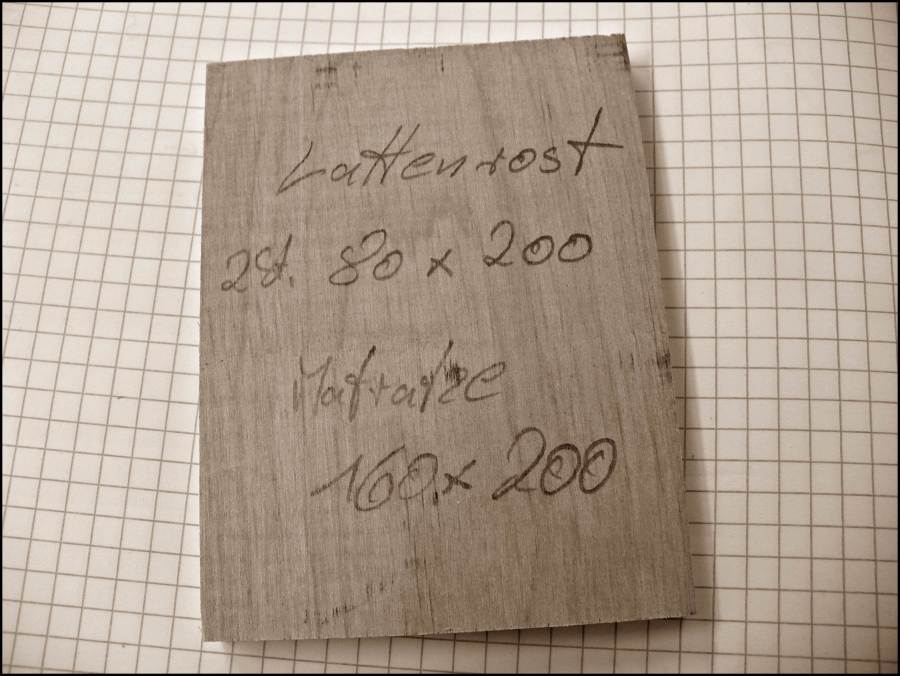 Lattenrost
2St. 80 x 200
Matratze
160 x 200